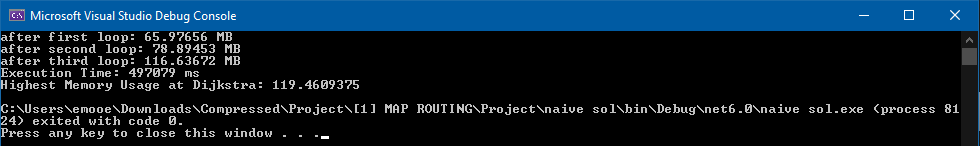 Microsoft Visual Studio Debug Console
after first loop: 65.97656 MB
after second loop: 78.89453 MB
after third loop: 116.63672 MB
Execution Time: 497079 ms
Highest Memory Usage at Dijkstra: 119.4609375
C:\Users\emooe\Downloads\Compressed\Project\[1] MAP ROUTING\Project\naive sol\bin\Debug\net6.0\naive sol.exe (process 81
24) exited with code 0.
Press any key to close this window . . .